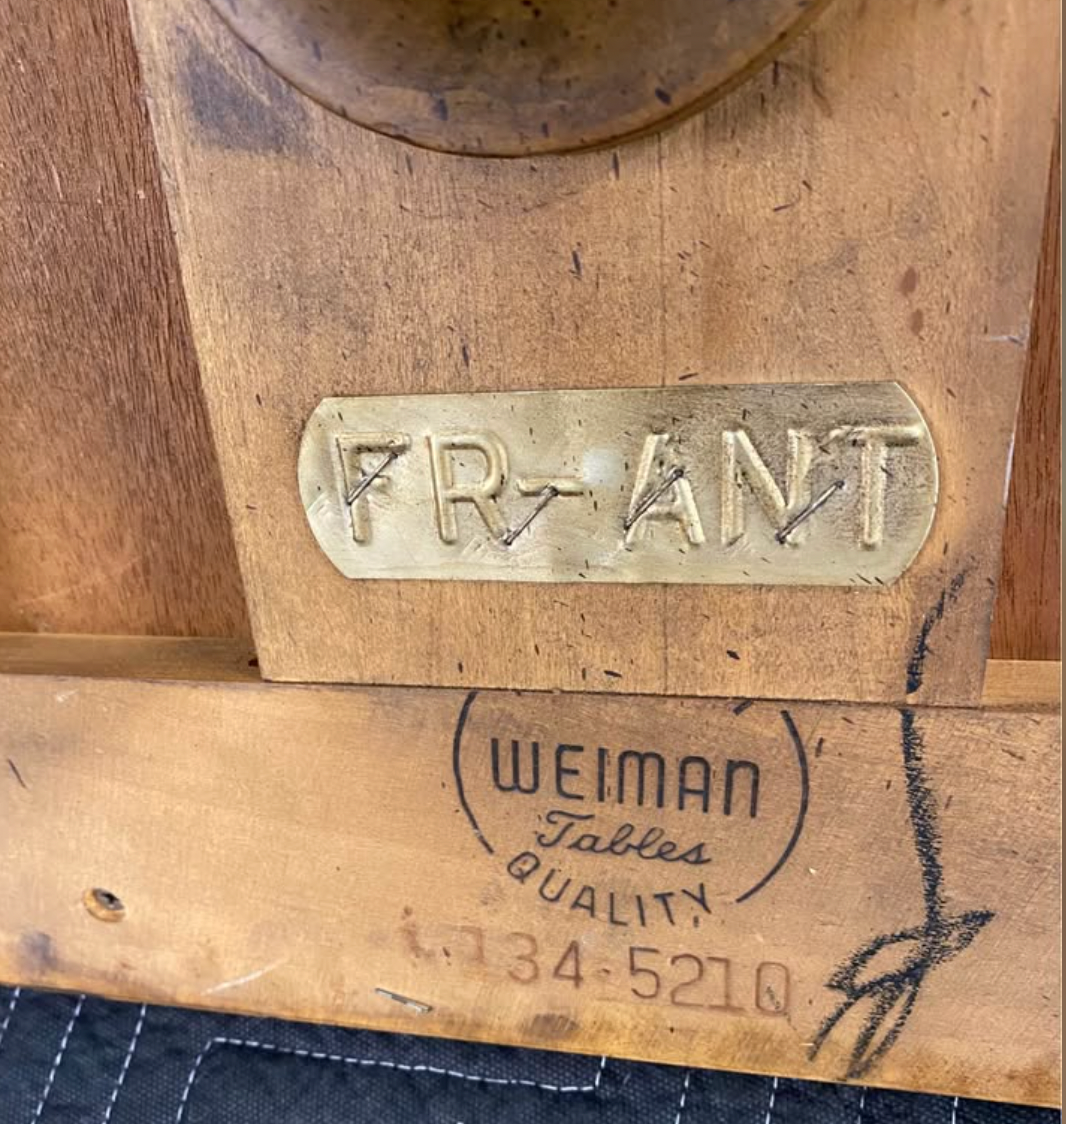 FR-ANT
WEIMAN
Tables
QUALITY
34-5210